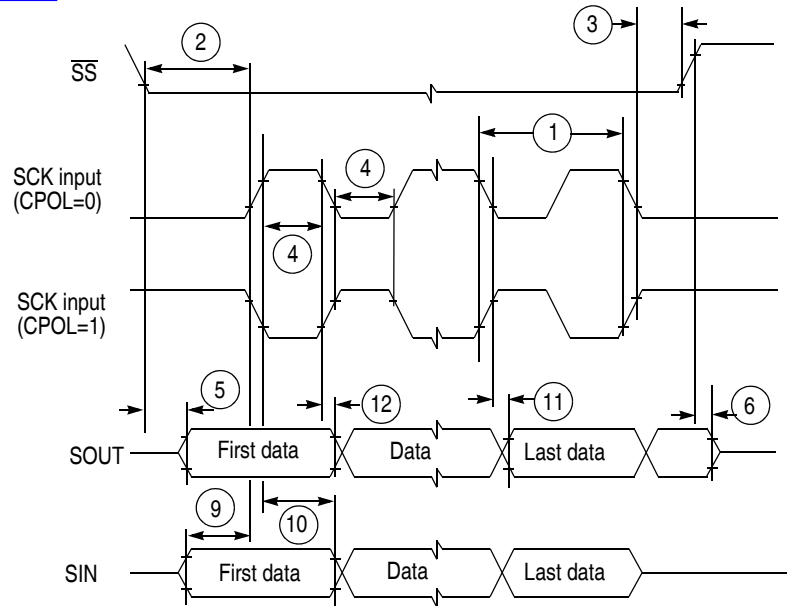 2
3
SS
1
SCK input
(CPOL=0)
4
4
SCK input
(CPOL=1)
5
12
11
6
SOUT
First data
Data
Last data
9
10
SIN
First data
Data
Last data